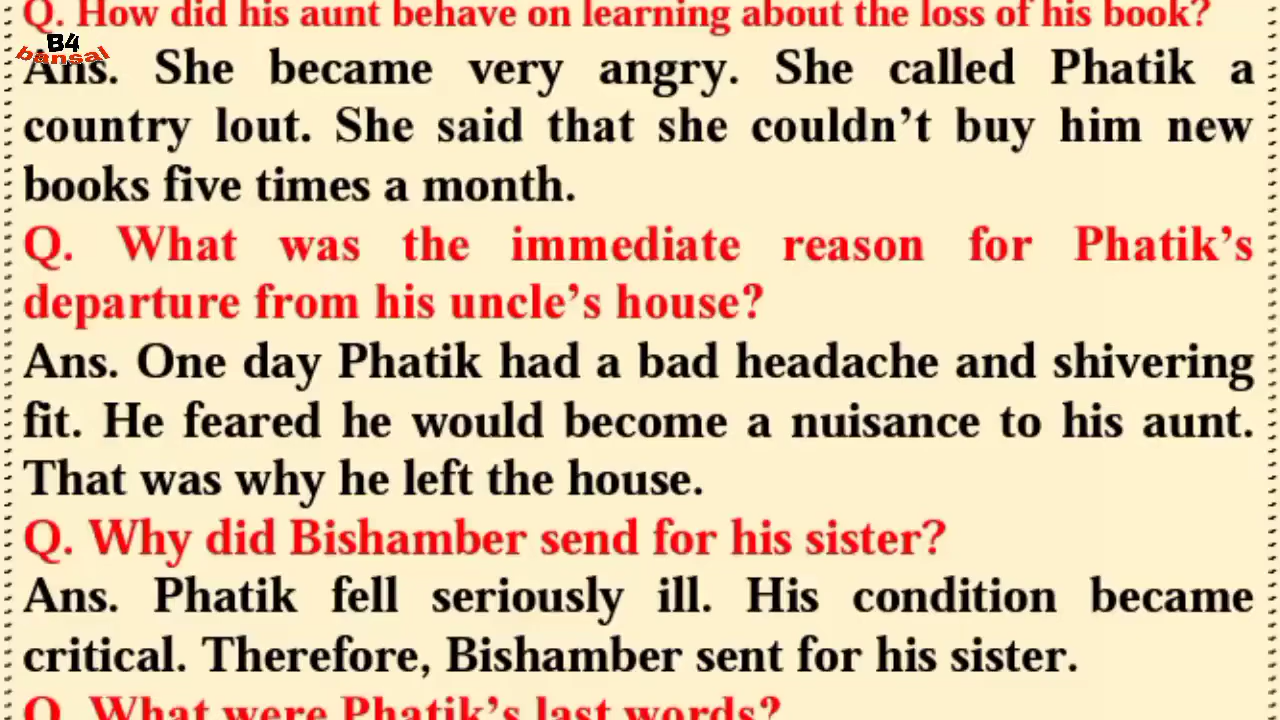 Q. How did his aunt behave on learning about the loss of his book?
B4
bansal
Ans. She became very angry. She called Phatik a
country lout. She said that she couldn’t buy him new
books five times a month.
Q. What was the immediate reason for Phatik’s
departure from his uncle’s house?
Ans. One day Phatik had a bad headache and shivering
fit. He feared he would become a nuisance to his aunt.
That was why he left the house.
Q. Why did Bishamber send for his sister?
Ans. Phatik fell seriously ill. His condition became
critical. Therefore, Bishamber sent for his sister.
Q. What were Phatik’s last words?